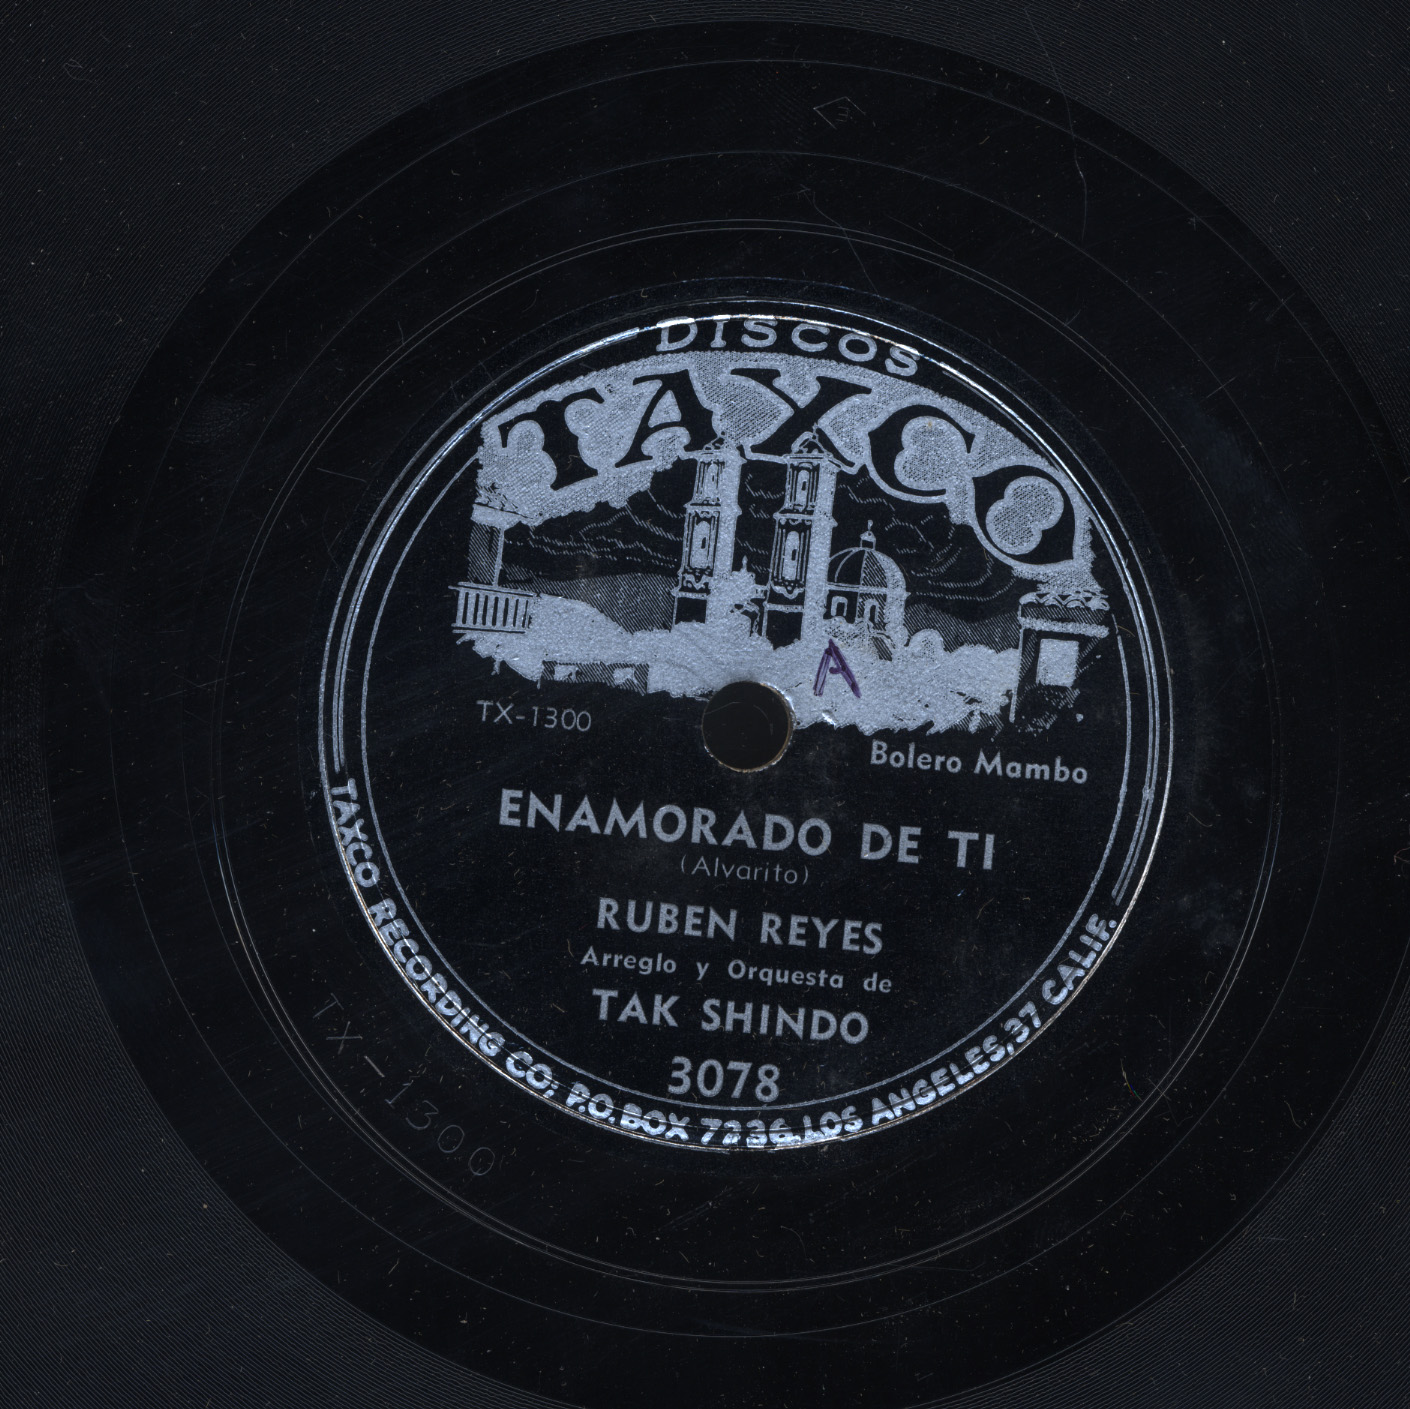 DISCOS
TAXCO
A
TX-1300
Bolero Mambo
ENAMORADO DE TI
(Alvarito)
RUBEN REYES
Arreglo y Orquesta de
TAK SHINDO
3078
TAXCO RECORDING CO; P.O. BOX 7236, LOS ANGELES, 37 CALIF.
TX-1300